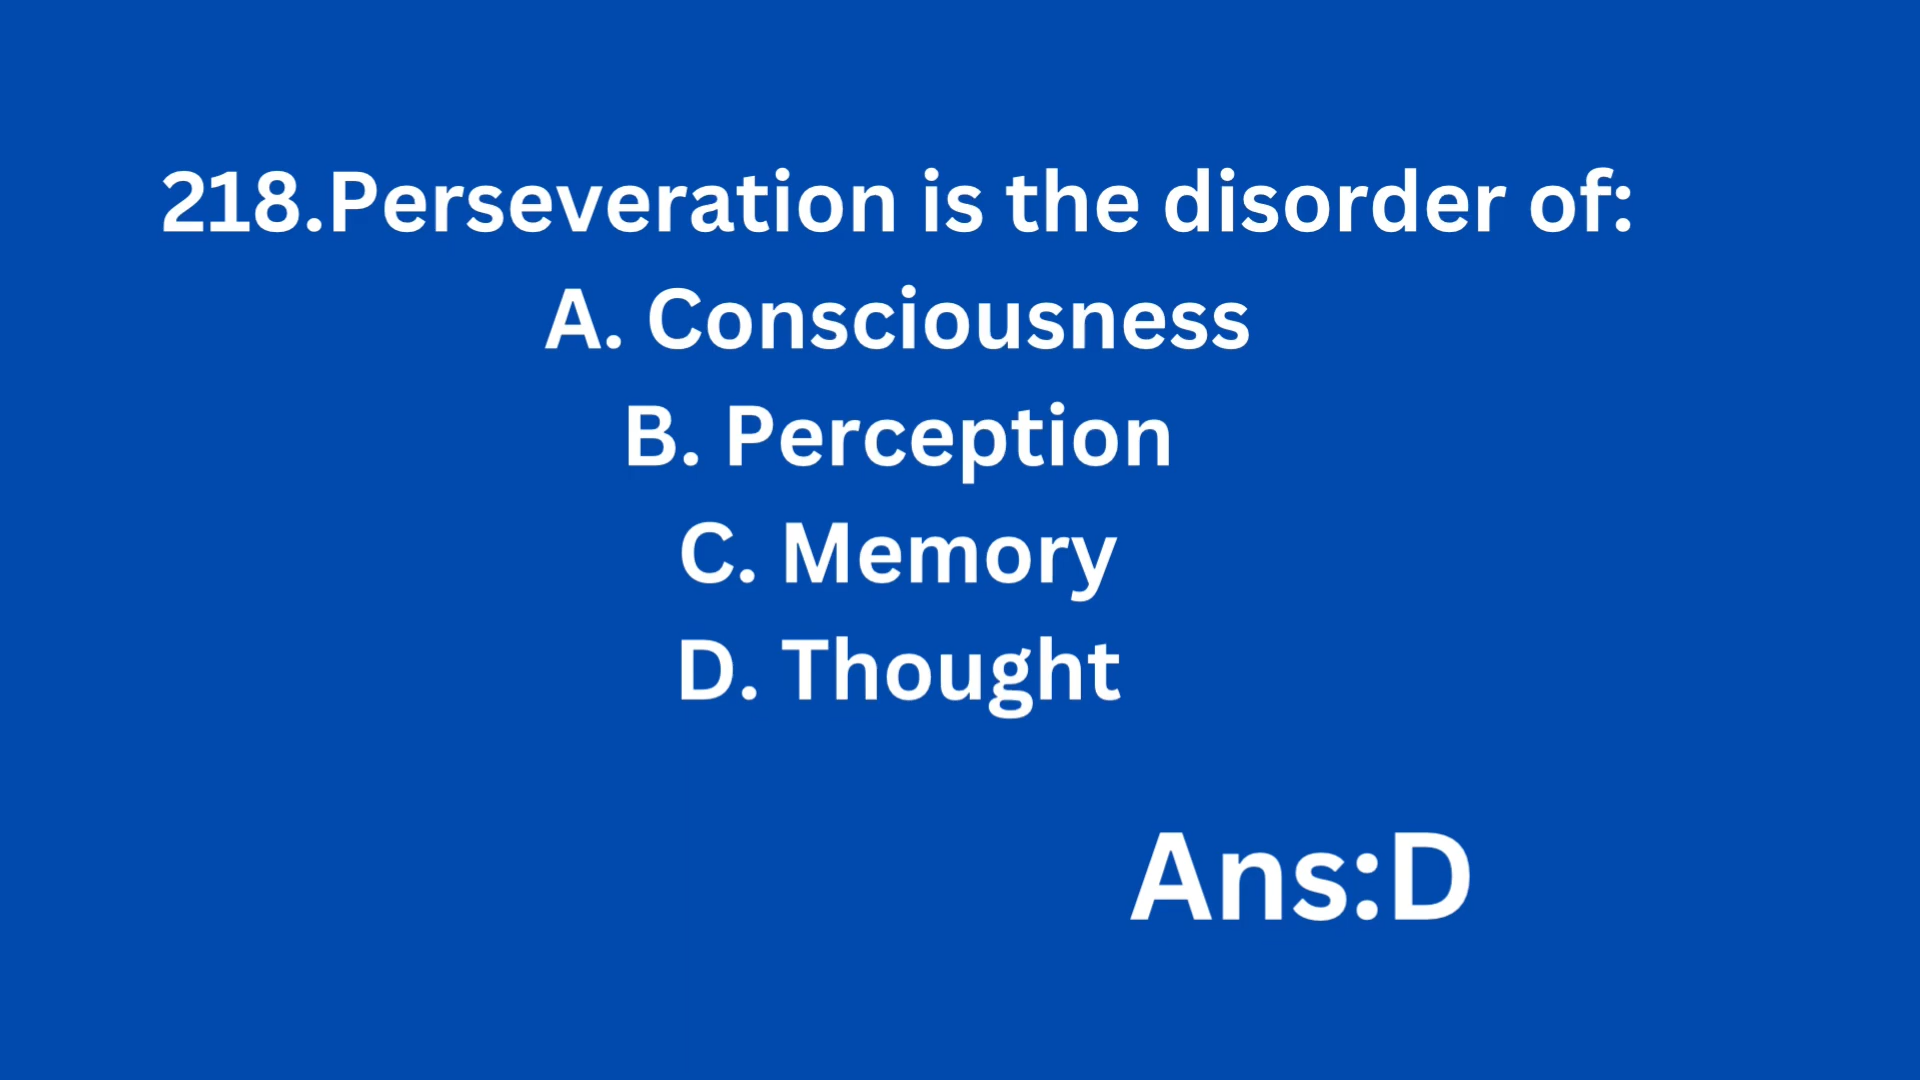 218.Perseveration is the disorder of:
A. Consciousness
B. Perception
C. Memory
D. Thought
Ans:D